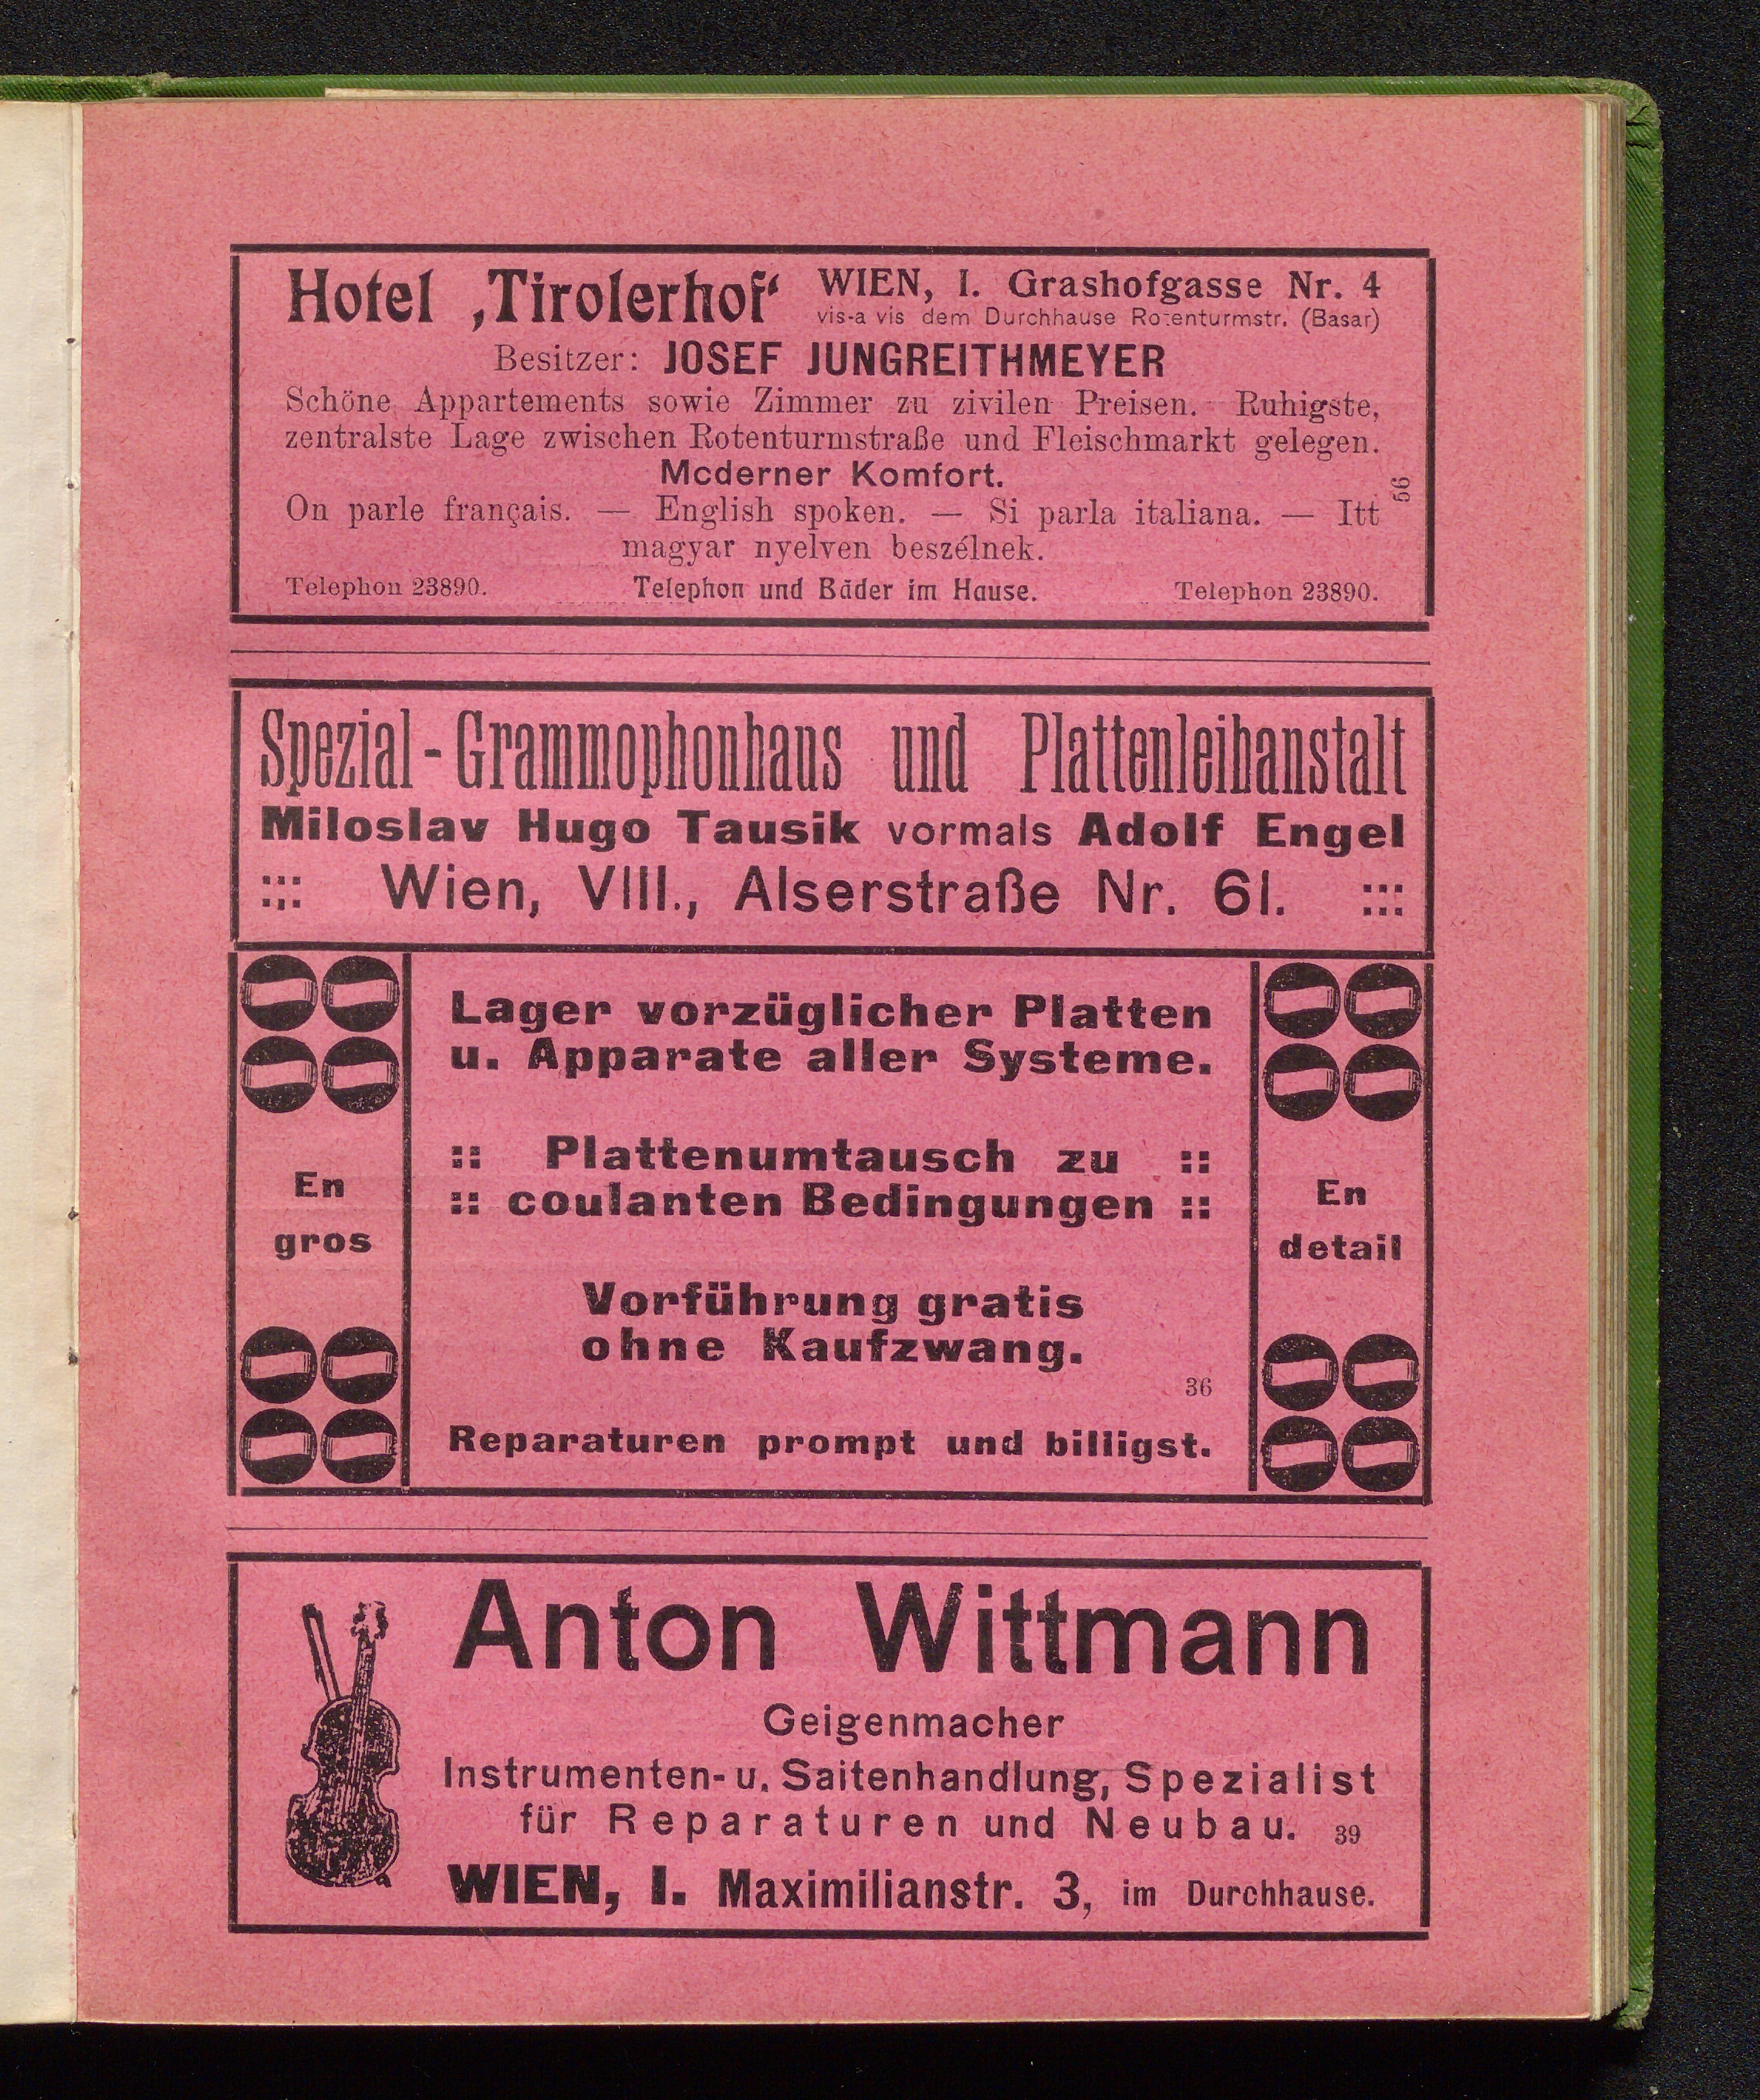 Hotel ‚Tirolerhof‘ WIEN, I. Grashofgasse Nr. 4
vis-a vis dem Durchhause Rotenturmstr. (Basar)
Besitzer: JOSEF JUNGREITHMEYER
Schöne Appartements sowie Zimmer zu zivilen Preisen. Ruhigste,
zentralste Lage zwischen Rotenturmstraße und Fleischmarkt gelegen.
Moderner Komfort.
56
On parle français. — English spoken. — Si parla italiana. — Itt
magyar nyelven beszélnek.
Telephon 23890. Telephon und Bäder im Hause. Telephon 23890.
Spezial-Grammophonhaus und Plattenleihanstalt
Miloslav Hugo Tausik vormals Adolf Engel
::: Wien, VIII., Alserstraße Nr. 61. :::
Lager vorzüglicher Platten
u. Apparate aller Systeme.
:: Plattenumtausch zu ::
:: coulanten Bedingungen ::
En
gros
En
detail
Vorführung gratis
ohne Kaufzwang.
36
Reparaturen prompt und billigst.
Anton Wittmann
Geigenmacher
Instrumenten- u. Saitenhandlung, Spezialist
für Reparaturen und Neubau. 39
WIEN, I. Maximilianstr. 3, im Durchhause.